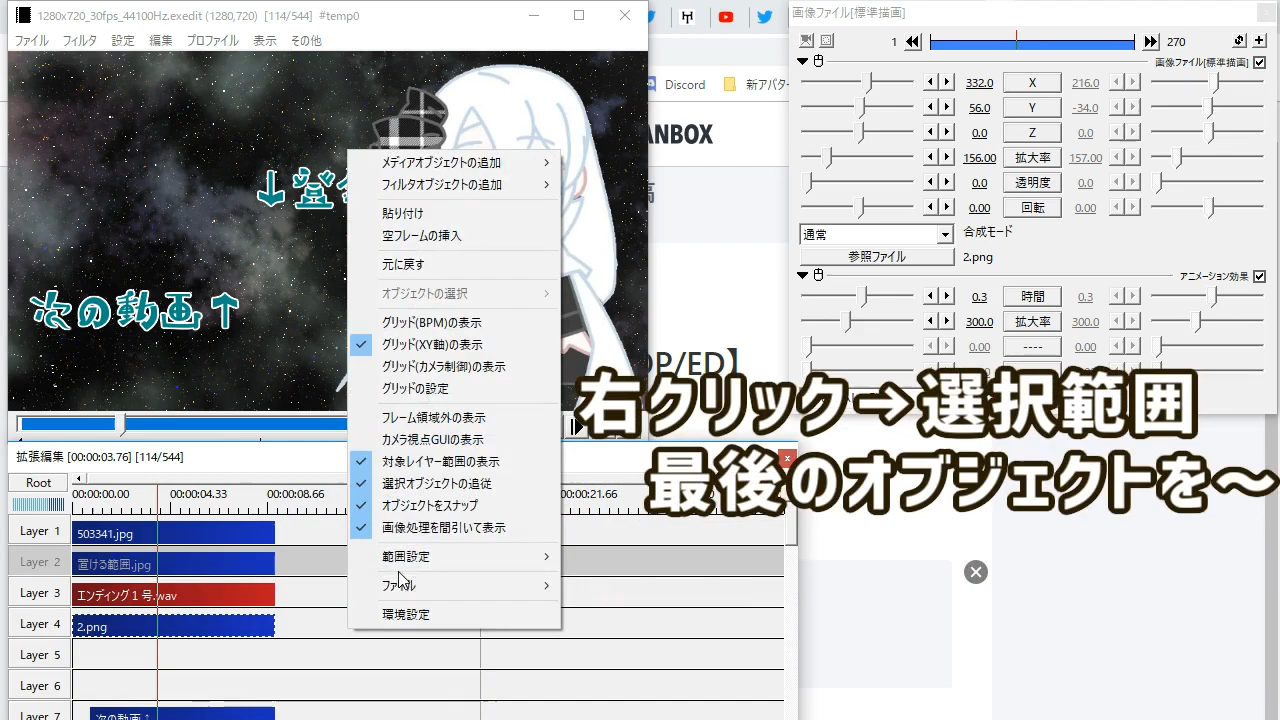 1280x720_30fps_44100Hz.exedit (1280,720) [114/544] #temp0
ファイル フィルタ 設定 編集 プロファイル 表示 その他
↓登
次の動画↑
メディアオブジェクトの追加
フィルタオブジェクトの追加
貼り付け
空フレームの挿入
元に戻す
オブジェクトの選択
グリッド(BPM)の表示
グリッド(XY軸)の表示
グリッド(カメラ制御)の表示
グリッドの設定
フレーム領域外の表示
カメラ視点GUIの表示
対象レイヤー範囲の表示
選択オブジェクトの追従
オブジェクトをスナップ
画像処理を間引いて表示
範囲設定
ファイル
環境設定
Discord
新アバター
ANBOX
OP/ED】
画像ファイル[標準描画]
1 270
画像ファイル[標準描画]
332.0 X 216.0
56.0 Y -34.0
0.0 Z 0.0
156.00 拡大率 157.00
0.0 透明度 0.0
0.00 回転 0.00
通常 合成モード
参照ファイル 2.png
アニメーション効果
0.3 時間 0.3
300.0 拡大率 300.0
0.00 ---- 0.00
右クリック→選択範囲
最後のオブジェクトを～
拡張編集 [00:00:03.76] [114/544]
Root
00:00:00.00 00:00:04.33 00:00:08.66 00:00:21.66
Layer 1 503341.jpg
Layer 2 置ける範囲.jpg
Layer 3 エンディング１号.wav
Layer 4 2.png
Layer 5
Layer 6
Layer 7 次の動画↑